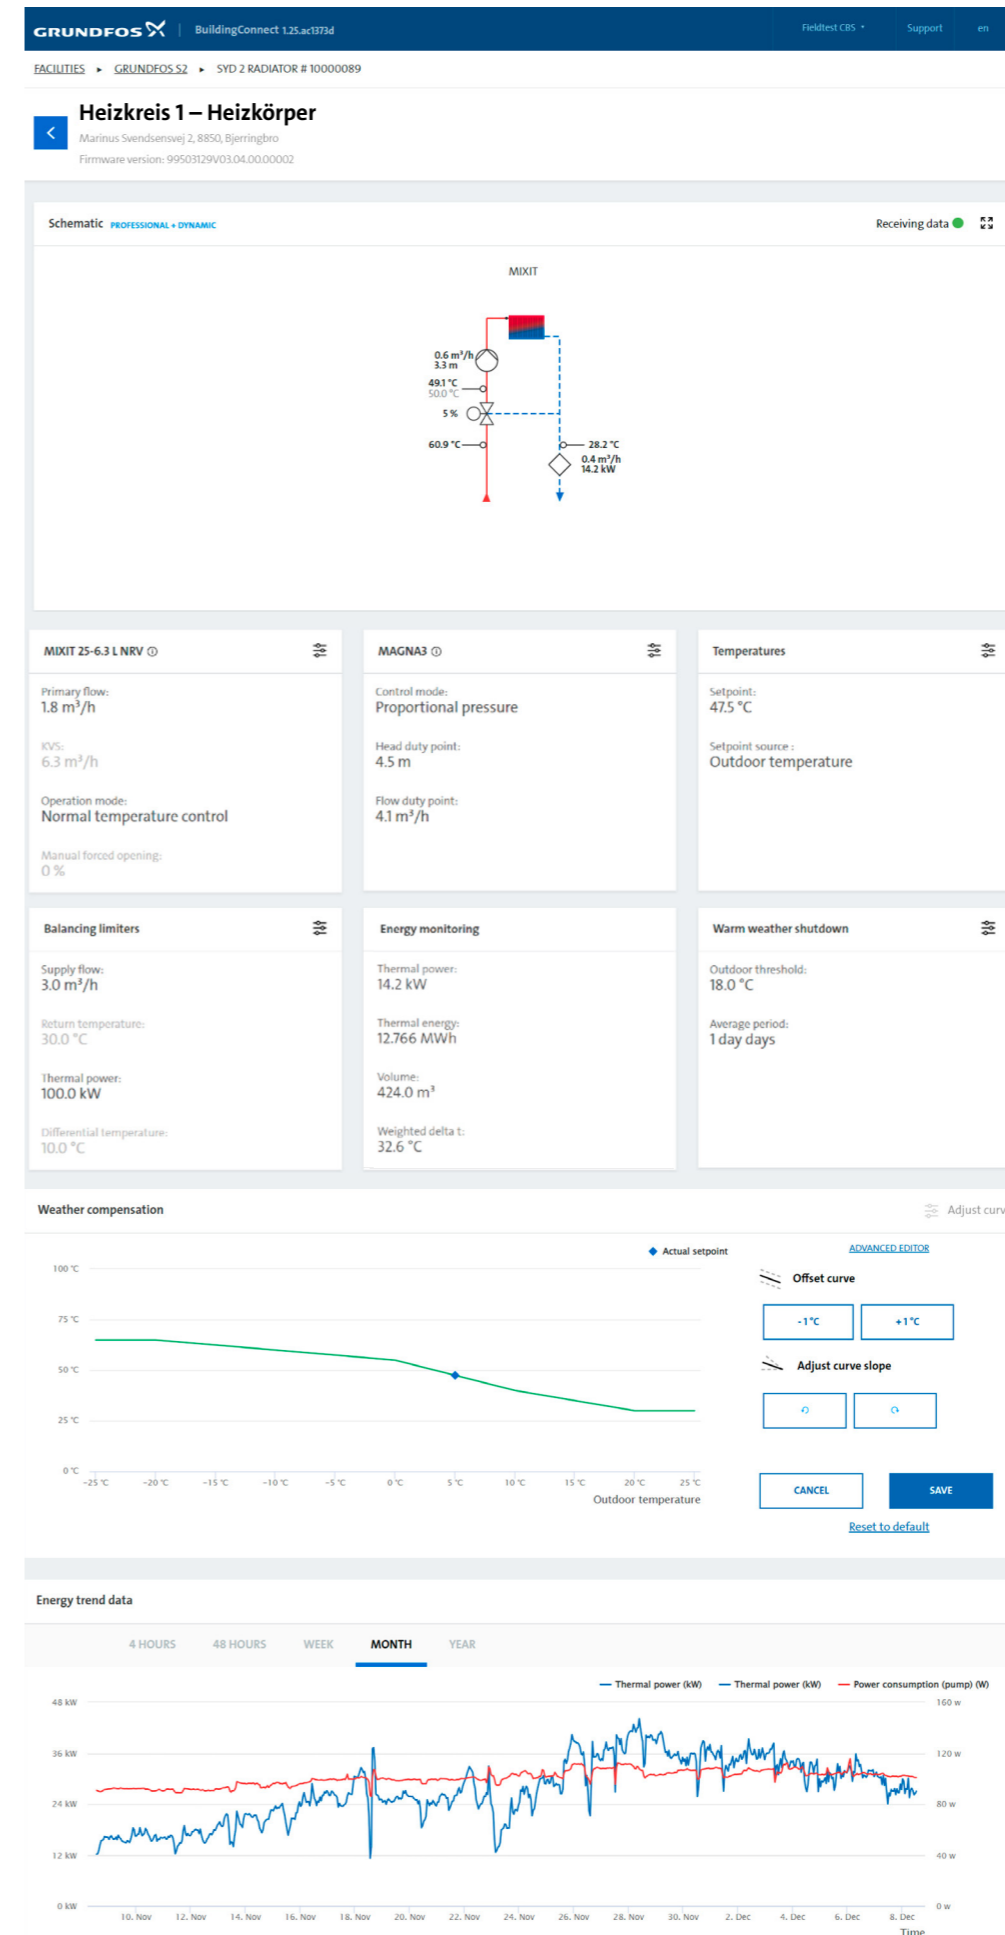 GRUNDFOS | BuildingConnect 1.25.ac1373d Fieldtest CBS Support en
FACILITIES ▸ GRUNDFOS S2 ▸ SYD 2 RADIATOR # 10000089
Heizkreis 1 – Heizkörper
Marinus Svendsensvej 2, 8850, Bjerringbro
Firmware version: 99503129V03.04.00.00002
Schematic PROFESSIONAL + DYNAMIC Receiving data
MIXIT
0.6 m³/h
3.3 m
49.1 °C
50.0 °C
5 %
60.9 °C
28.2 °C
0.4 m³/h
14.2 kW
MIXIT 25-6.3 L NRV
Primary flow:
1.8 m³/h
KVS:
6.3 m³/h
Operation mode:
Normal temperature control
Manual forced opening:
0 %
MAGNA3
Control mode:
Proportional pressure
Head duty point:
4.5 m
Flow duty point:
4.1 m³/h
Temperatures
Setpoint:
47.5 °C
Setpoint source :
Outdoor temperature
Balancing limiters
Supply flow:
3.0 m³/h
Return temperature:
30.0 °C
Thermal power:
100.0 kW
Differential temperature:
10.0 °C
Energy monitoring
Thermal power:
14.2 kW
Thermal energy:
12.766 MWh
Volume:
424.0 m³
Weighted delta t:
32.6 °C
Warm weather shutdown
Outdoor threshold:
18.0 °C
Average period:
1 day days
Weather compensation Adjust curv
Actual setpoint
100 °C
75 °C
50 °C
25 °C
0 °C
-25 °C -20 °C -15 °C -10 °C -5 °C 0 °C 5 °C 10 °C 15 °C 20 °C 25 °C
Outdoor temperature
ADVANCED EDITOR
Offset curve
- 1 °C + 1 °C
Adjust curve slope
CANCEL SAVE
Reset to default
Energy trend data
4 HOURS 48 HOURS WEEK MONTH YEAR
Thermal power (kW) Thermal power (kW) Power consumption (pump) (W)
48 kW 160 w
36 kW 120 w
24 kW 80 w
12 kW 40 w
0 kW 0 w
10. Nov 12. Nov 14. Nov 16. Nov 18. Nov 20. Nov 22. Nov 24. Nov 26. Nov 28. Nov 30. Nov 2. Dec 4. Dec 6. Dec 8. Dec
Time